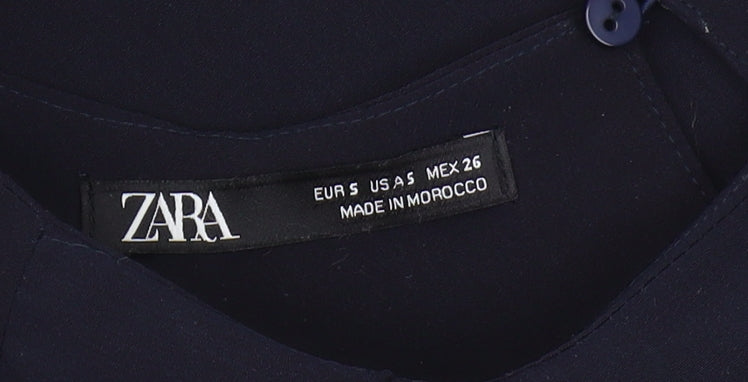 ZARA
EUR S USA S MEX 26
MADE IN MOROCCO